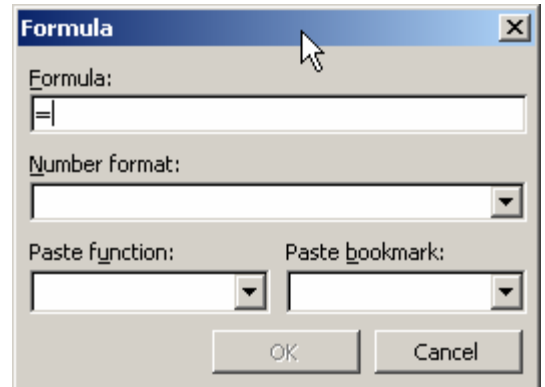 Formula
Formula:
=
Number format:
Paste function: Paste bookmark:
OK Cancel